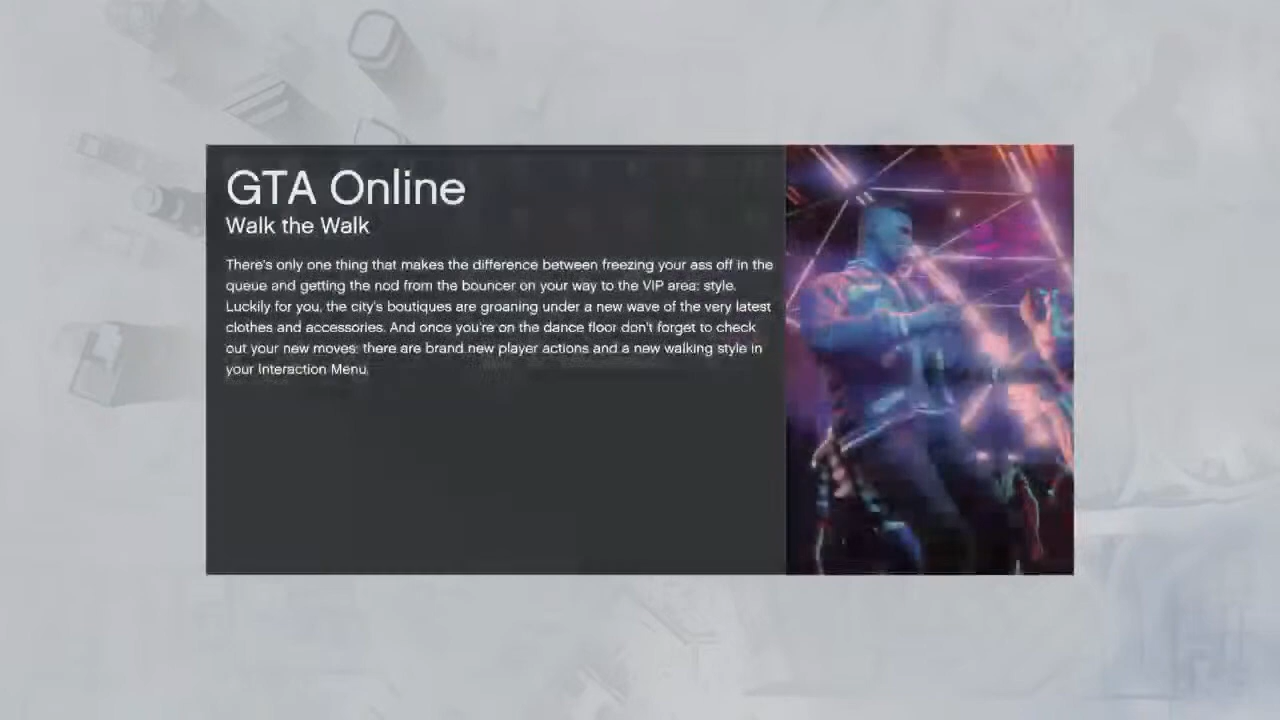 GTA Online
Walk the Walk
There's only one thing that makes the difference between freezing your ass off in the
queue and getting the nod from the bouncer on your way to the VIP area: style.
Luckily for you, the city's boutiques are groaning under a new wave of the very latest
clothes and accessories. And once you're on the dance floor don't forget to check
out your new moves: there are brand new player actions and a new walking style in
your Interaction Menu.